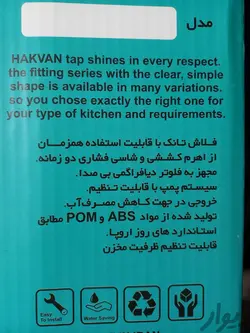 مدل
HAKVAN tap shines in every respect.
the fitting series with the clear, simple
shape is available in many variations.
so you chose exactly the right one for
your type of kitchen and requirements.
فلاش تانک با قابلیت استفاده همزمان
از اهرم کششی و شاسی فشاری دو زمانه.
مجهز به فلوتر دیافراگمی بی صدا.
سیستم پمپ با قابلیت تنظیم.
خروجی در جهت کاهش مصرف آب.
تولید شده از مواد ABS و POM مطابق
استانداردهای روز اروپا.
قابلیت تنظیم ظرفیت مخزن
Easy
To Install
Water Saving
دیوار